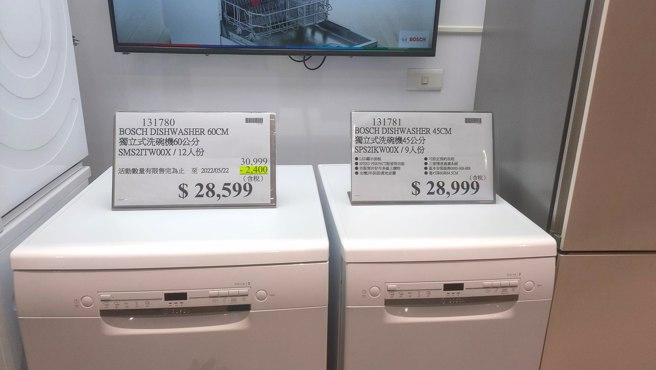 BOSCH
131780
BOSCH DISHWASHER 60CM
獨立式洗碗機60公分
SMS2ITW00X / 12人份
30,999
活動數量有限售完為止 至 2022/05/22 - 2,400
(含稅)
$ 28,599
131781
BOSCH DISHWASHER 45CM
獨立式洗碗機45公分
SPS2IKW00X / 9人份
(含稅)
$ 28,999